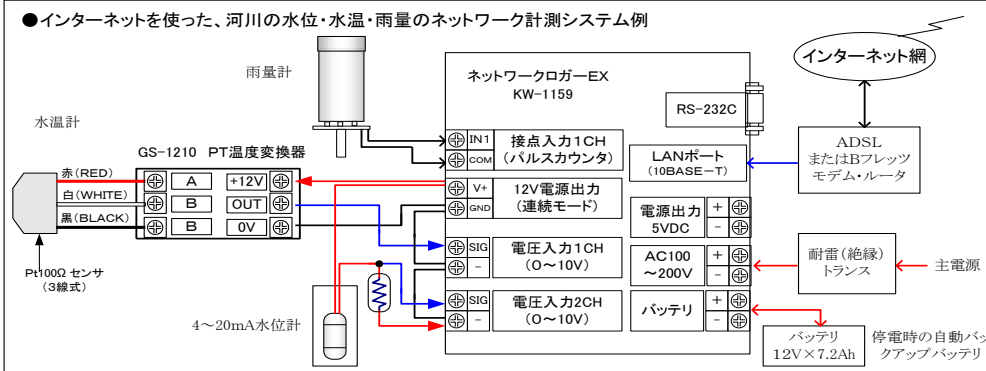 ●インターネットを使った、河川の水位・水温・雨量のネットワーク計測システム例
雨量計
水温計
GS-1210 PT温度変換器
赤(RED)
白(WHITE)
黒(BLACK)
A
B
B
+12V
OUT
0V
Pt100Ω センサ
(3線式)
4～20mA水位計
ネットワークロガーEX
KW-1159
IN1
COM
接点入力1CH
(パルスカウンタ)
V+
GND
12V電源出力
(連続モード)
SIG
-
電圧入力1CH
(0～10V)
SIG
-
電圧入力2CH
(0～10V)
RS-232C
LANポート
(10BASE-T)
電源出力
5VDC
+
-
AC100
～200V
+
-
バッテリ
+
-
インターネット網
ADSL
またはBフレッツ
モデム・ルータ
耐雷(絶縁)
トランス
主電源
バッテリ
12V×7.2Ah
停電時の自動バッ
クアップバッテリ